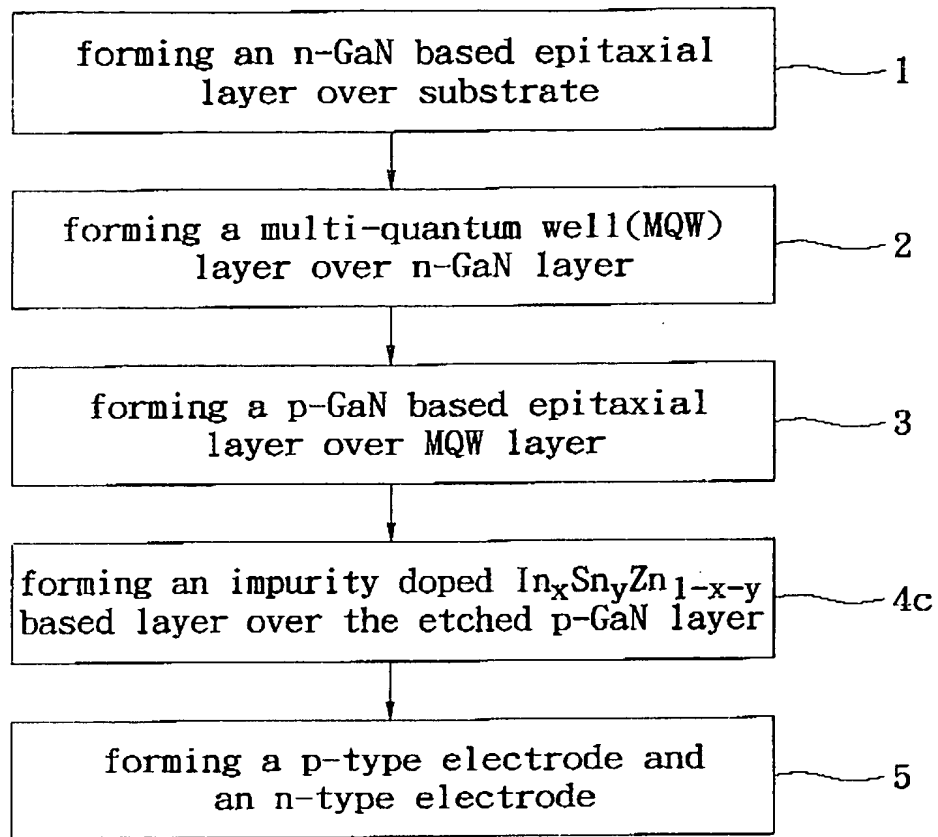 forming an n-GaN based epitaxial
layer over substrate
1
forming a multi-quantum well(MQW)
layer over n-GaN layer
2
forming a p-GaN based epitaxial
layer over MQW layer
3
forming an impurity doped InₓSn_yZn_{1-x-y}
based layer over the etched p-GaN layer
4c
forming a p-type electrode and
an n-type electrode
5